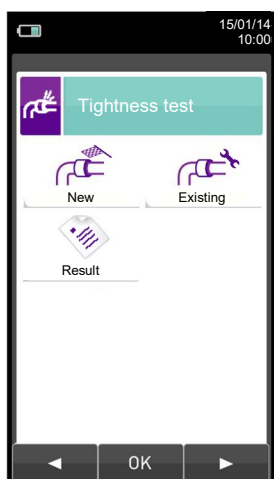 15/01/14
10:00
Tightness test
New
Existing
Result
OK